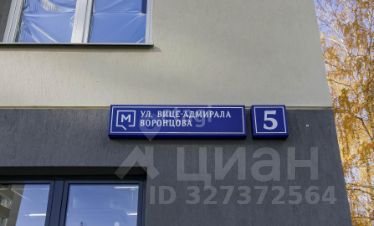 М
УЛ. ВИЦЕ-АДМИРАЛА
ВОРОНЦОВА
5
циан
ID 327372564